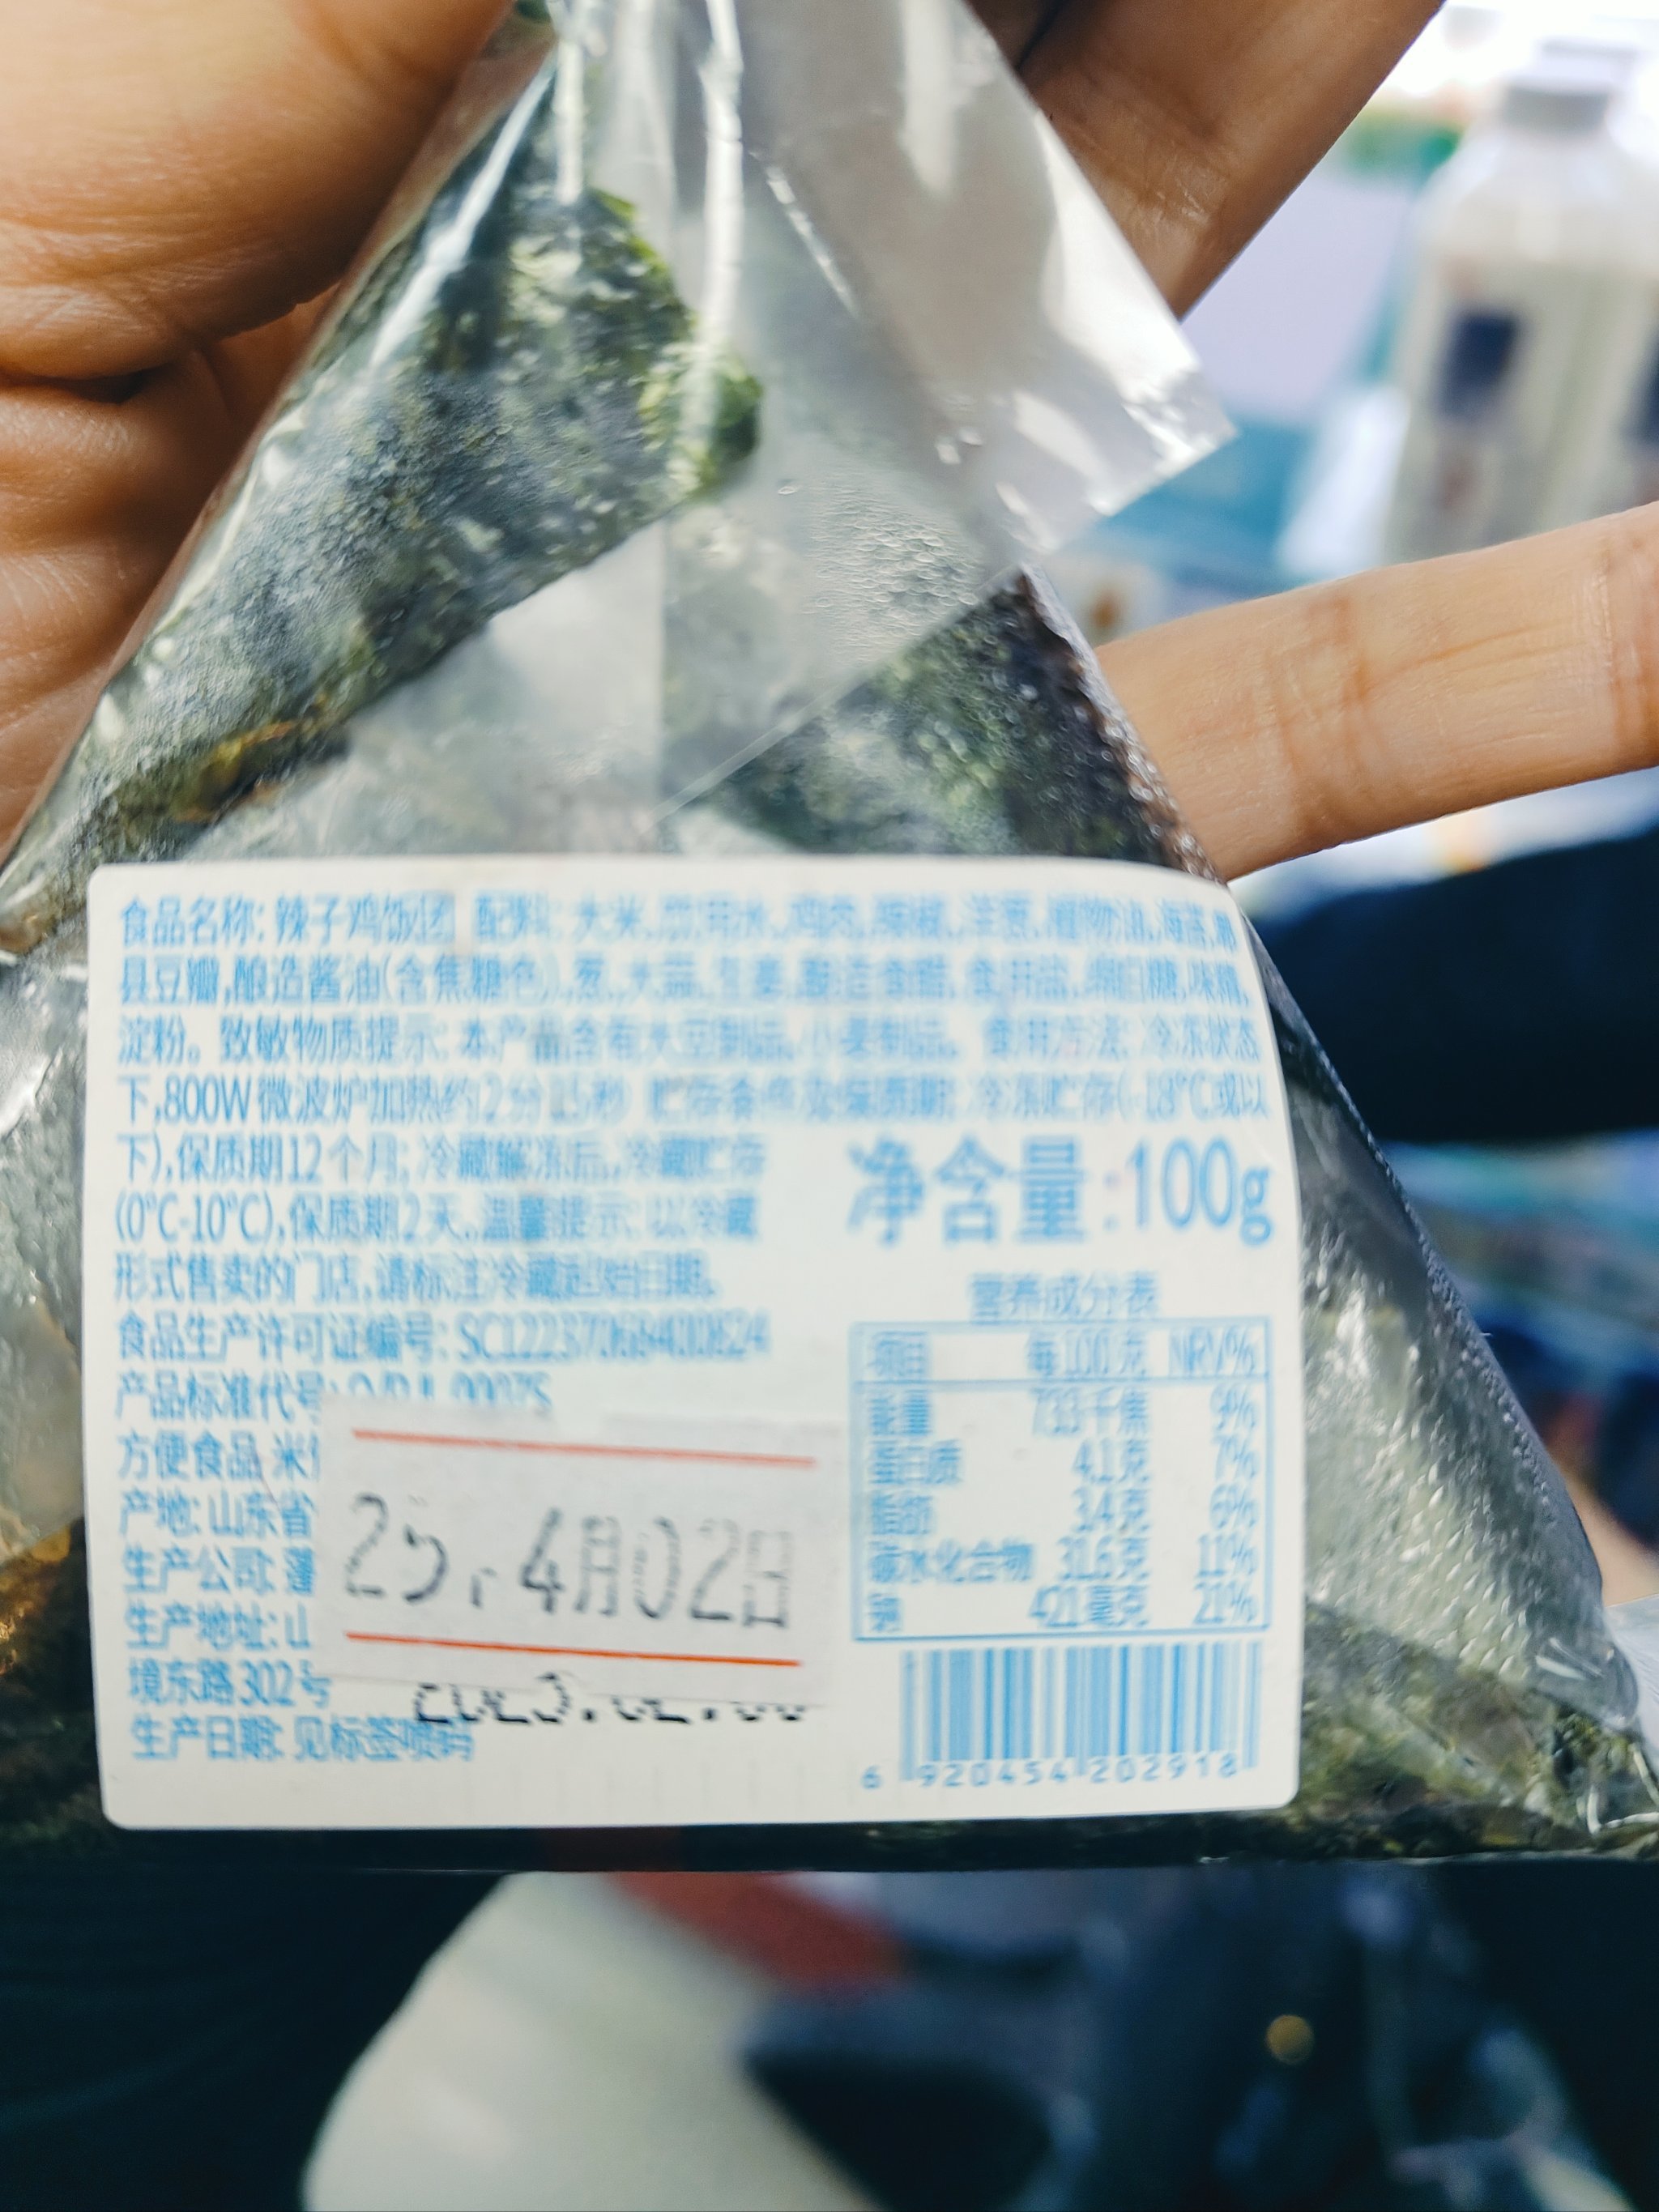 食品名称: 辣子鸡饭团 配料: 大米,饮用水,鸡肉,辣椒,洋葱,植物油,海苔,郫
县豆瓣,酿造酱油(含焦糖色),葱,大蒜,生姜,酿造食醋,食用盐,绵白糖,味精,
淀粉。致敏物质提示: 本产品含有大豆制品,小麦制品。食用方法: 冷冻状态
下,800W微波炉加热约2分15秒 贮存条件及保质期: 冷冻贮存(-18°C或以
下),保质期12个月; 冷藏解冻后,冷藏贮存
(0°C-10°C),保质期2天。温馨提示: 以冷藏
形式售卖的门店,请标注冷藏起始日期。
净含量:100g
食品生产许可证编号:
产品标准代号:
方便食品 米
产地: 山东省
生产公司:
生产地址: 山
境东路302号
生产日期: 见标签喷码
25, 4月02日
营养成分表
项目 每100克 NRV%
能量 733千焦 9%
蛋白质 4.1克 7%
脂肪 3.4克 6%
碳水化合物 31.6克 11%
钠 421毫克 21%
6 920454 202918